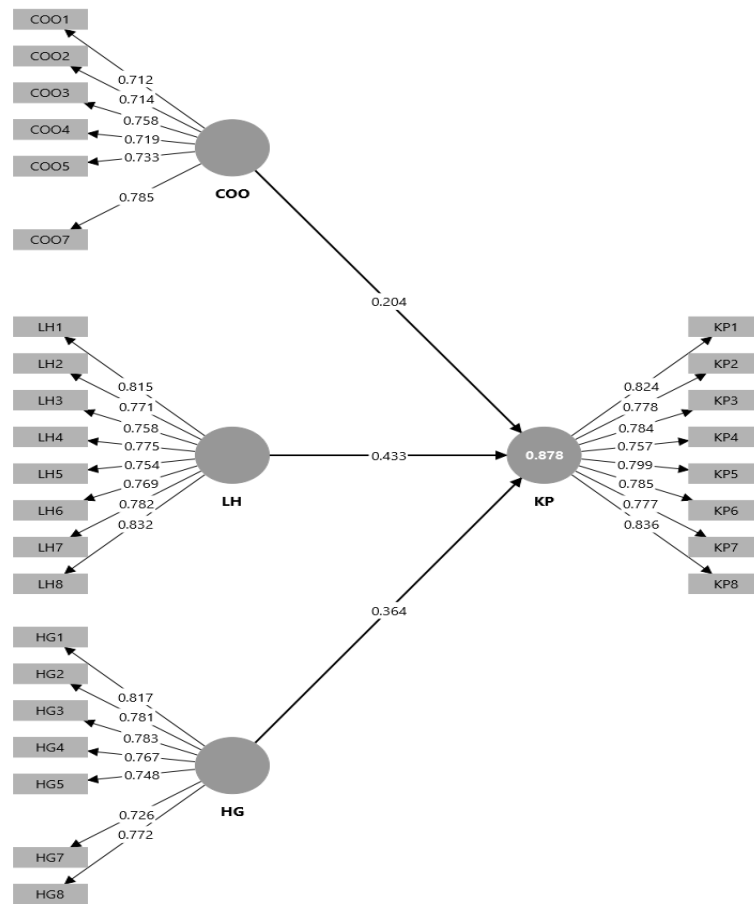 COO1
COO2
COO3
COO4
COO5
COO7
0.712
0.714
0.758
0.719
0.733
0.785
COO
0.204
LH1
LH2
LH3
LH4
LH5
LH6
LH7
LH8
0.815
0.771
0.758
0.775
0.754
0.769
0.782
0.832
LH
0.433
HG1
HG2
HG3
HG4
HG5
HG7
HG8
0.817
0.781
0.783
0.767
0.748
0.726
0.772
HG
0.364
0.878
KP
0.824
0.778
0.784
0.757
0.799
0.785
0.777
0.836
KP1
KP2
KP3
KP4
KP5
KP6
KP7
KP8